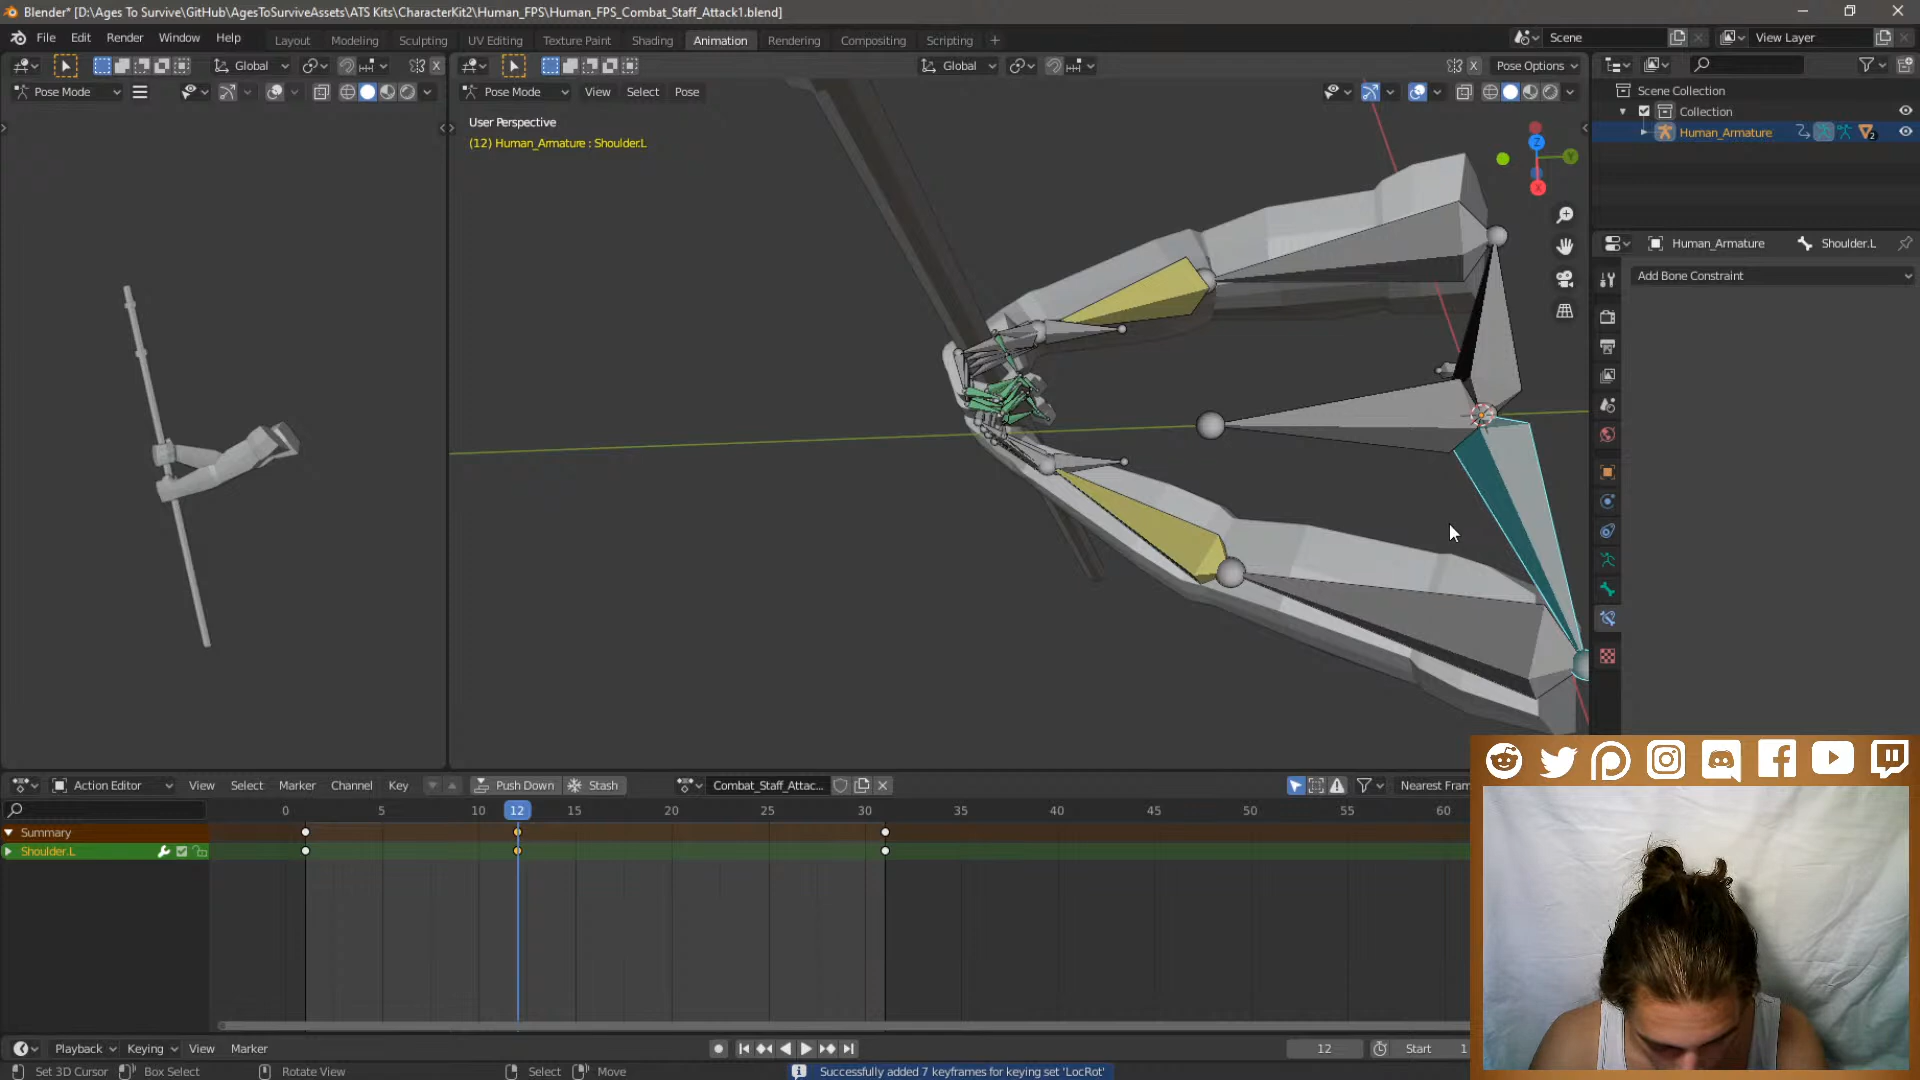 Blender* [D:\Ages To Survive\GitHub\AgesToSurviveAssets\ATS Kits\CharacterKit2\Human_FPS\Human_FPS_Combat_Staff_Attack1.blend]
File Edit Render Window Help Layout Modeling Sculpting UV Editing Texture Paint Shading Animation Rendering Compositing Scripting + Scene View Layer
Global Global Pose Options
Pose Mode Pose Mode View Select Pose
Scene Collection
Collection
Human_Armature
User Perspective
(12) Human_Armature : Shoulder.L
Z
Y
X
Human_Armature Shoulder.L
Add Bone Constraint
Action Editor View Select Marker Channel Key Push Down Stash Combat_Staff_Attac... Nearest Fram
0 5 10 12 15 20 25 30 35 40 45 50 55 60
Summary
Shoulder.L
Playback Keying View Marker 12 Start 1
Set 3D Cursor Box Select Rotate View Select Move Successfully added 7 keyframes for keying set 'LocRot'